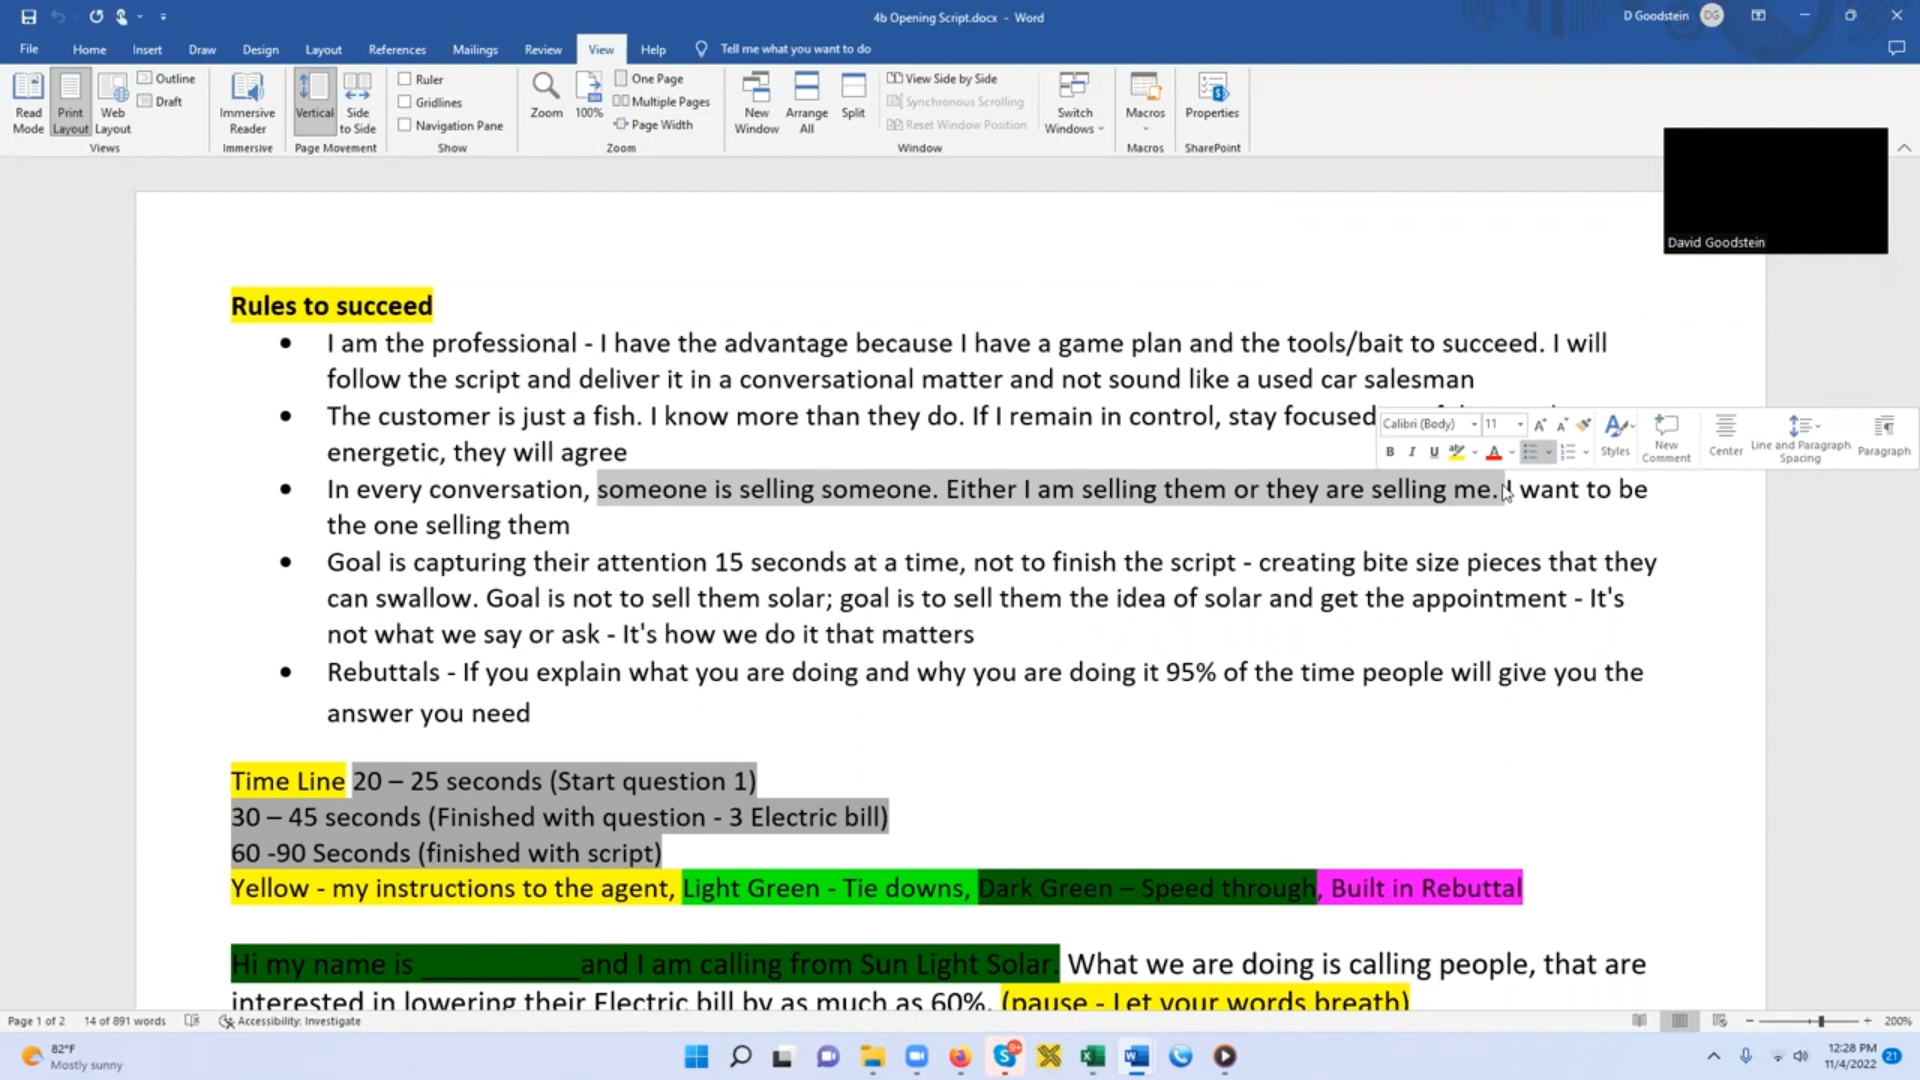 4b Opening Script.docx - Word
D Goodstein
DG
File Home Insert Draw Design Layout References Mailings Review View Help Tell me what you want to do
Read Mode
Print Layout
Web Layout
Outline
Draft
Views
Immersive Reader
Immersive
Vertical
Side to Side
Page Movement
Ruler
Gridlines
Navigation Pane
Show
Zoom
100%
One Page
Multiple Pages
Page Width
Zoom
New Window
Arrange All
Split
View Side by Side
Synchronous Scrolling
Reset Window Position
Window
Switch Windows
Macros
Macros
Properties
SharePoint
David Goodstein
Rules to succeed
I am the professional - I have the advantage because I have a game plan and the tools/bait to succeed. I will
follow the script and deliver it in a conversational matter and not sound like a used car salesman
The customer is just a fish. I know more than they do. If I remain in control, stay focused
energetic, they will agree
Calibri (Body) 11
Styles
New Comment
Center
Line and Paragraph Spacing
Paragraph
In every conversation, someone is selling someone. Either I am selling them or they are selling me. I want to be
the one selling them
Goal is capturing their attention 15 seconds at a time, not to finish the script - creating bite size pieces that they
can swallow. Goal is not to sell them solar; goal is to sell them the idea of solar and get the appointment - It's
not what we say or ask - It's how we do it that matters
Rebuttals - If you explain what you are doing and why you are doing it 95% of the time people will give you the
answer you need
Time Line 20 – 25 seconds (Start question 1)
30 – 45 seconds (Finished with question - 3 Electric bill)
60 -90 Seconds (finished with script)
Yellow - my instructions to the agent, Light Green - Tie downs, Dark Green – Speed through, Built in Rebuttal
Hi my name is __________and I am calling from Sun Light Solar. What we are doing is calling people, that are
interested in lowering their Electric bill by as much as 60%. (pause - Let your words breath)
Page 1 of 2 14 of 891 words Accessibility: Investigate
200%
82°F
Mostly sunny
9+
12:28 PM
11/4/2022
21